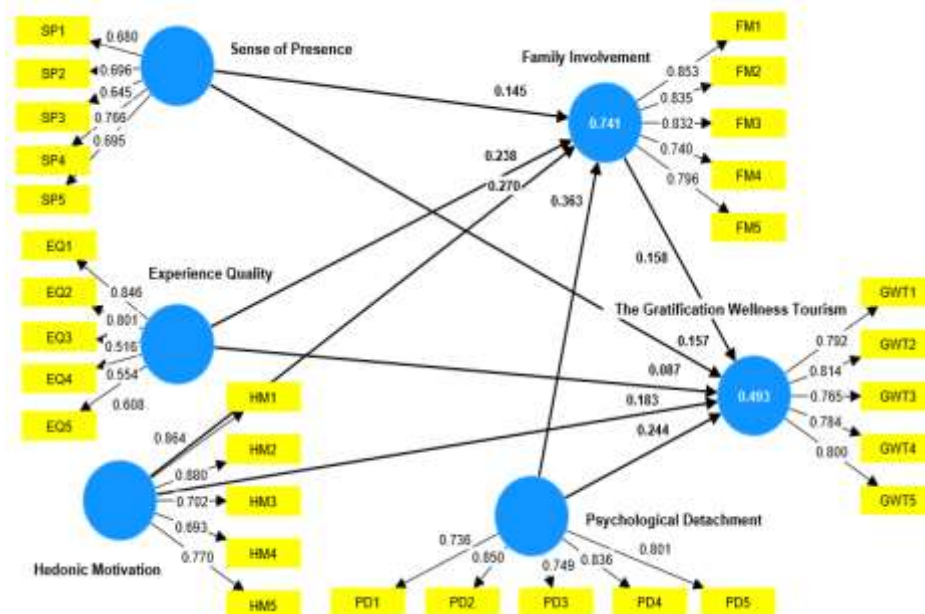 SP1
SP2
SP3
SP4
SP5
0.680
0.696
0.645
0.766
0.695
Sense of Presence
Family Involvement
0.741
FM1
FM2
FM3
FM4
FM5
0.853
0.835
0.832
0.740
0.796
0.145
0.238
0.270
0.363
0.158
EQ1
EQ2
EQ3
EQ4
EQ5
0.846
0.801
0.516
0.554
0.608
Experience Quality
The Gratification Wellness Tourism
0.157
0.087
0.183
0.244
0.493
GWT1
GWT2
GWT3
GWT4
GWT5
0.792
0.814
0.765
0.784
0.800
HM1
HM2
HM3
HM4
HM5
0.864
0.880
0.702
0.693
0.770
Hedonic Motivation
Psychological Detachment
0.736
0.850
0.749
0.836
0.801
PD1
PD2
PD3
PD4
PD5